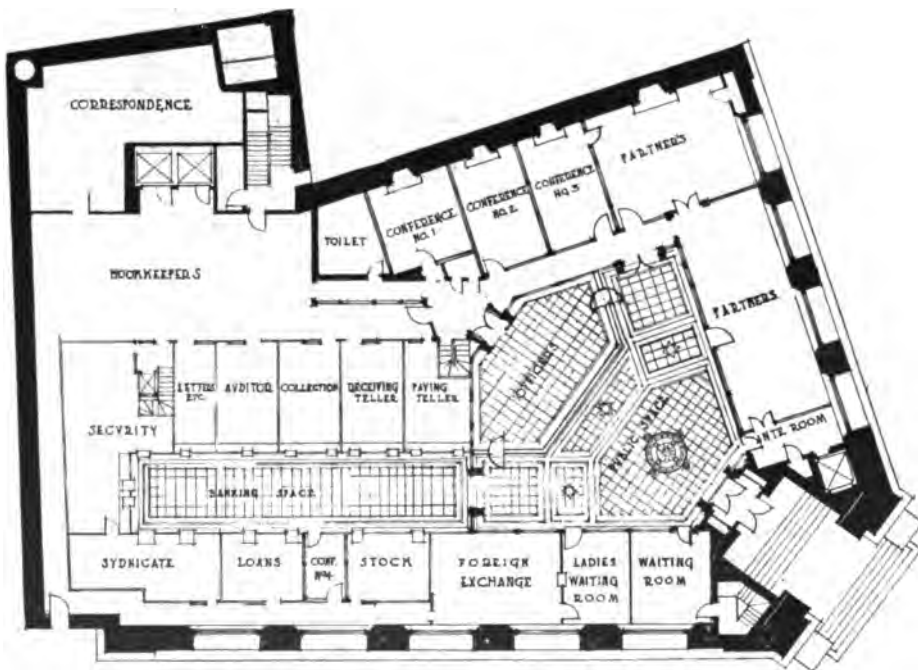 CORRESPONDENCE
PARTNERS
CONFERENCE
NO. 1
CONFERENCE
NO. 2
CONFERENCE
NO. 3
TOILET
BOOKKEEPERS
PARTNERS
OFFICERS
LETTERS
ETC.
AUDITOR
COLLECTION
RECEIVING
TELLER
PAYING
TELLER
SECURITY
PUBLIC SPACE
ANTE ROOM
BANKING SPACE
SYDNICATE
LOANS
CONF.
NO 4.
STOCK
FOREIGN
EXCHANGE
LADIES
WAITING
ROOM
WAITING
ROOM